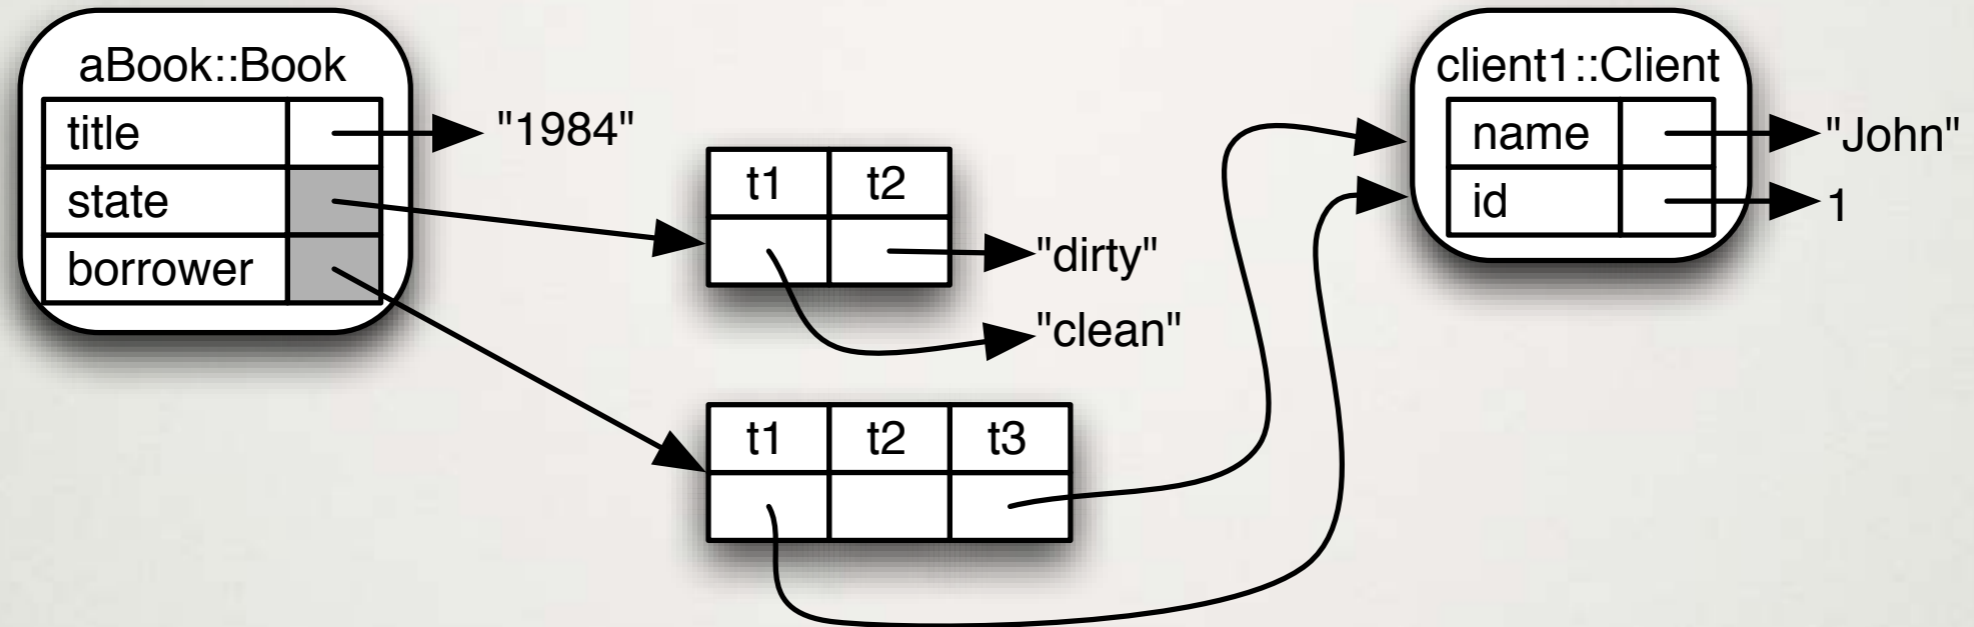 aBook::Book
title
"1984"
state
borrower
t1 t2
"dirty"
"clean"
t1 t2 t3
client1::Client
name
"John"
id
1